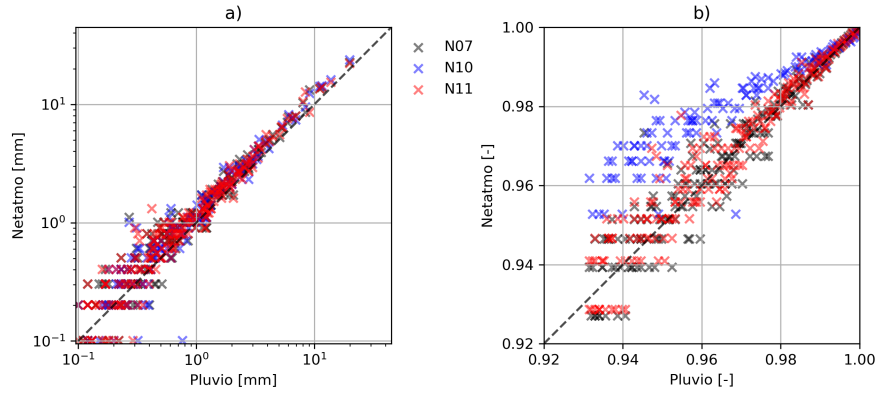 a)
10¹
10⁰
10⁻¹
Netatmo [mm]
10⁻¹ 10⁰ 10¹
Pluvio [mm]
N07
N10
N11
b)
1.00
0.98
0.96
0.94
0.92
Netatmo [-]
0.92 0.94 0.96 0.98 1.00
Pluvio [-]